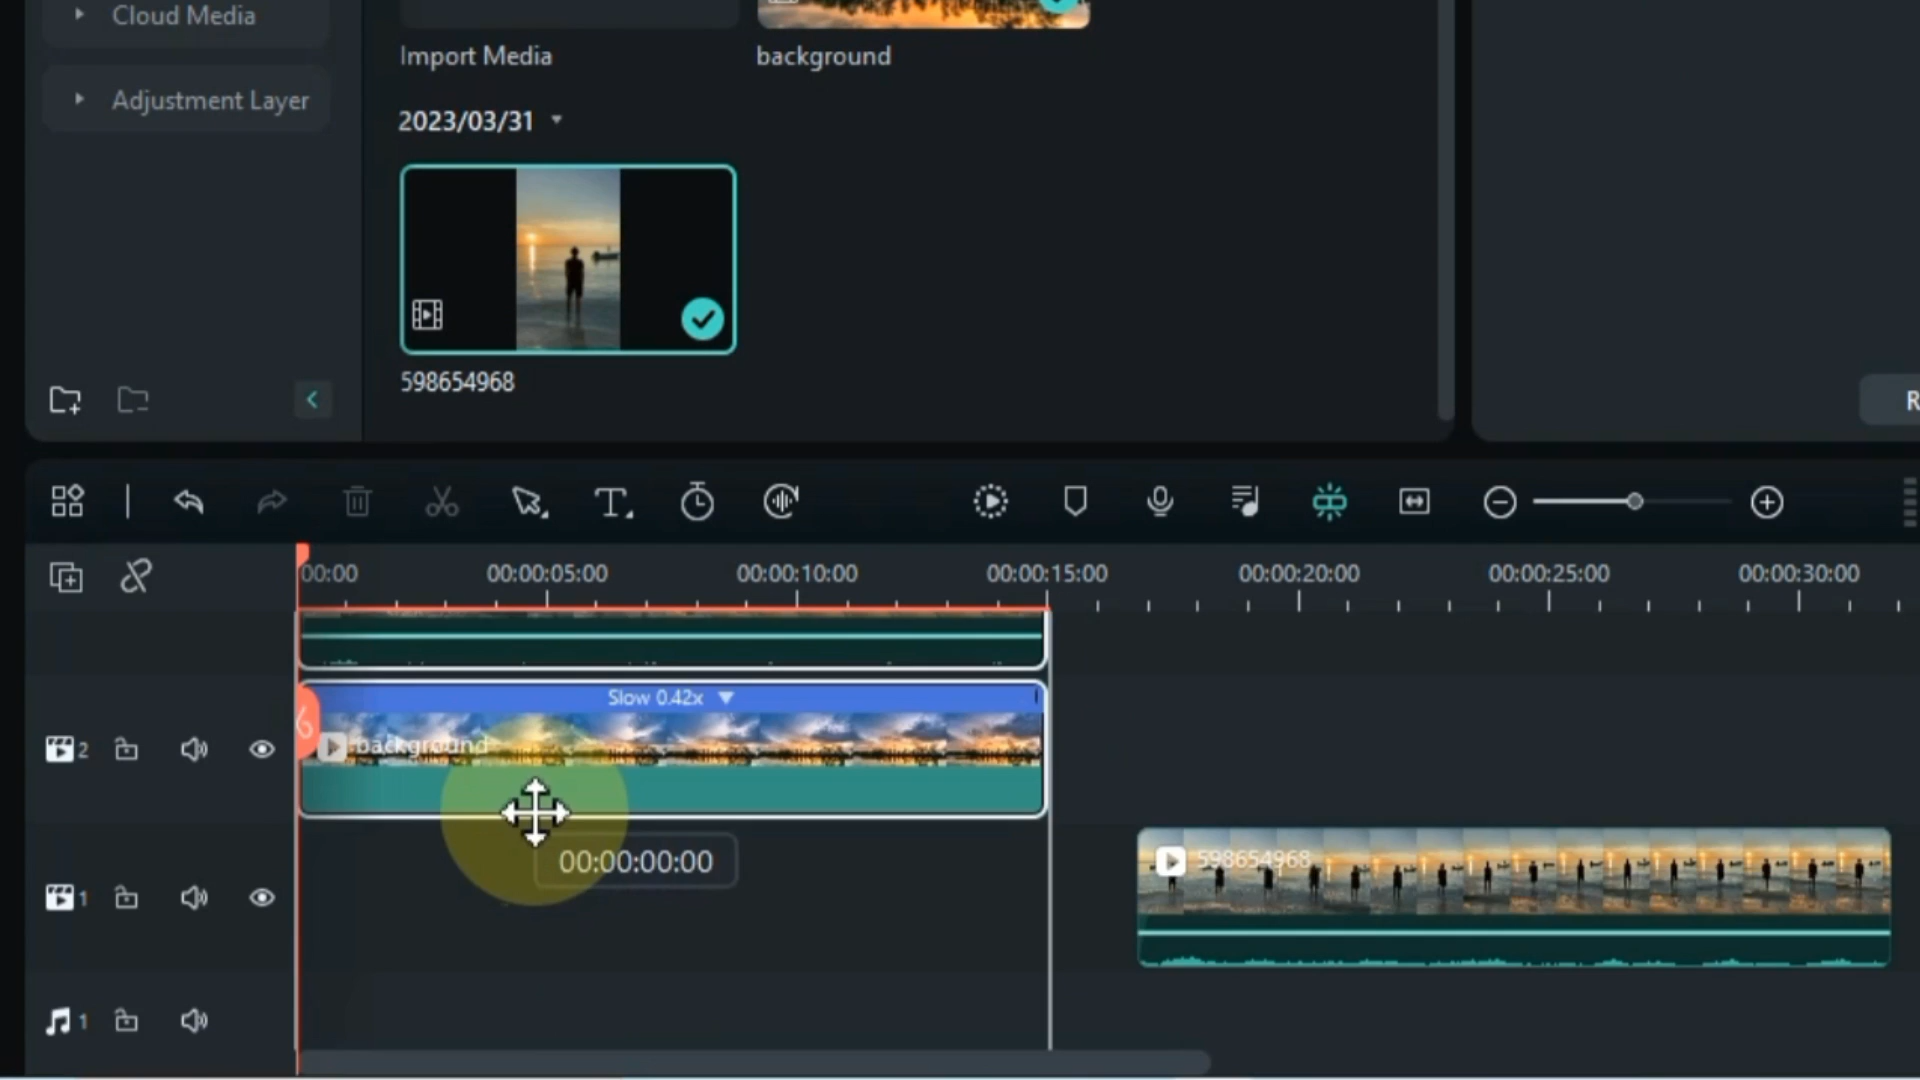 Cloud Media
Import Media
background
Adjustment Layer
2023/03/31
598654968
R
00:00
00:00:05:00
00:00:10:00
00:00:15:00
00:00:20:00
00:00:25:00
00:00:30:00
Slow 0.42x
2
background
00:00:00:00
598654968
1
1